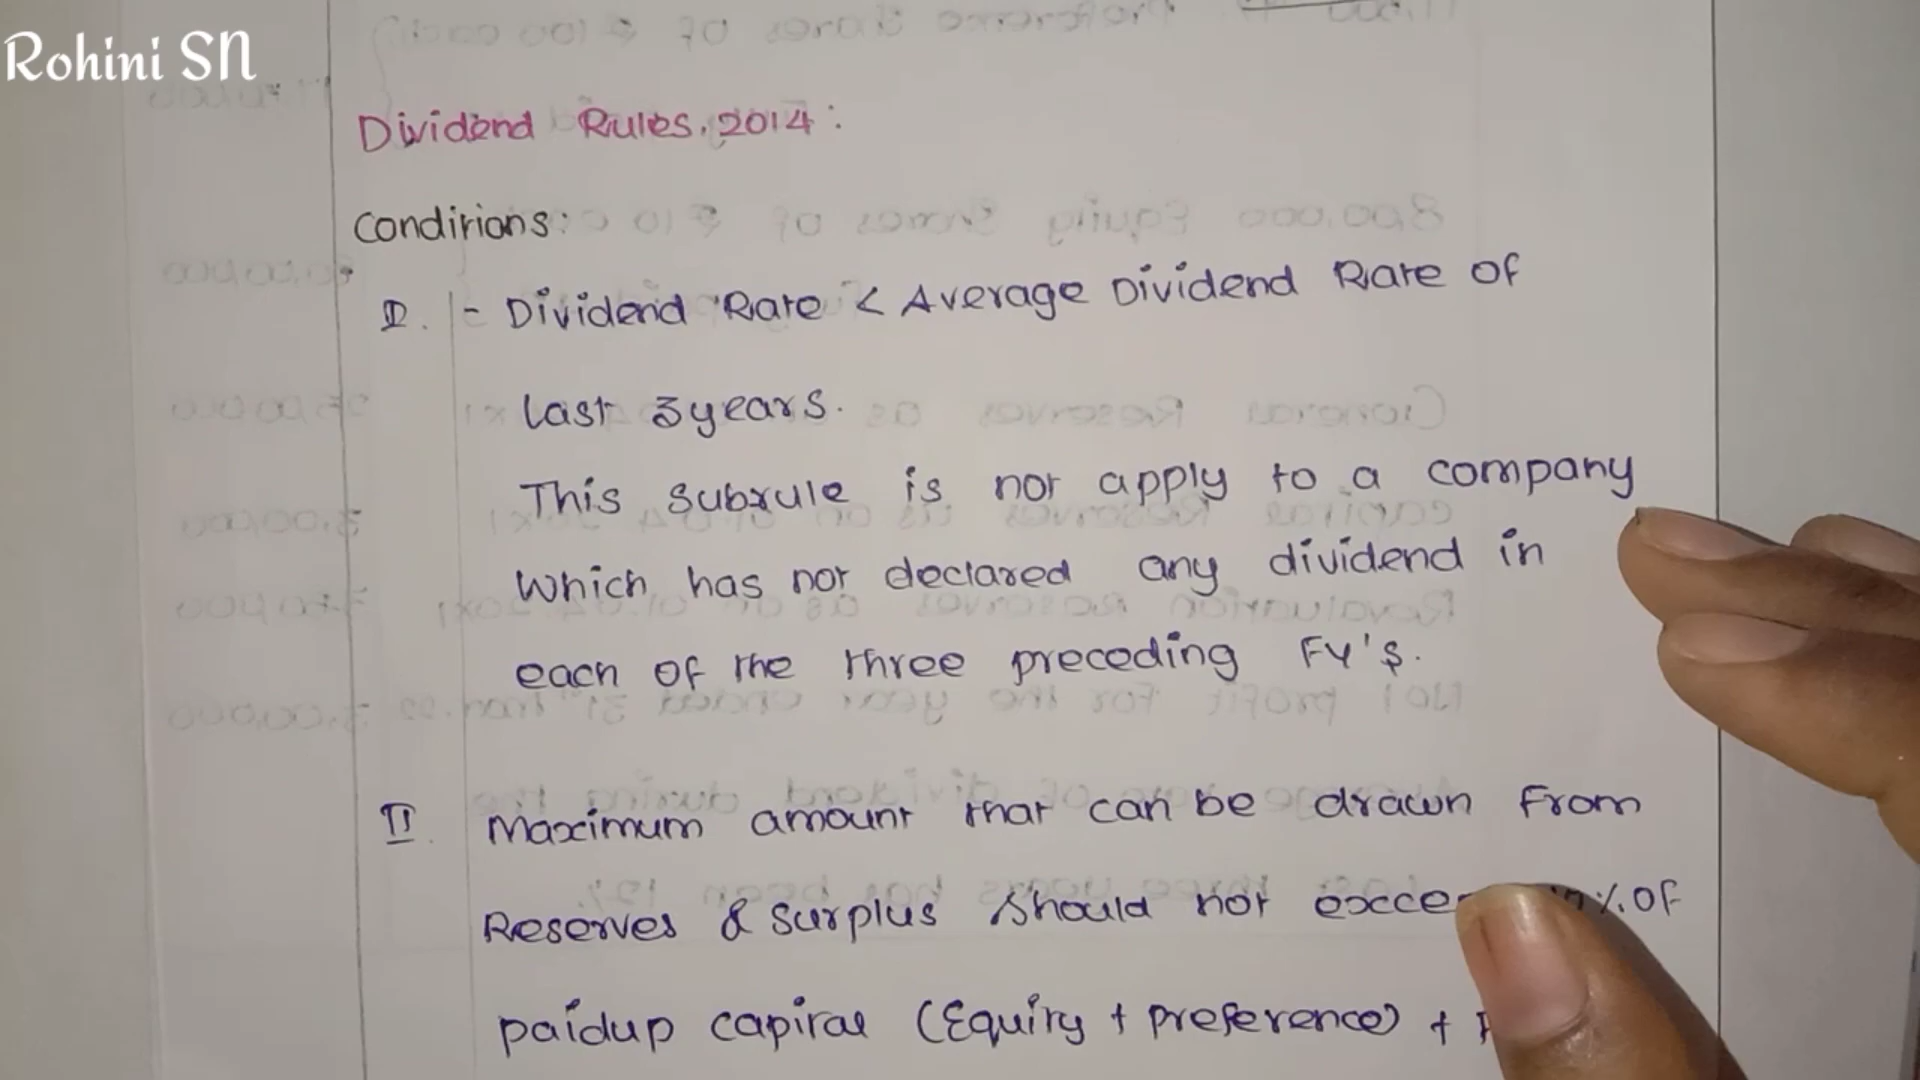 Rohini SN
Dividend Rules, 2014:
Conditions:
I. - Dividend Rate < Average Dividend Rate of
last 3 years.
This subrule is not apply to a company
which has not declared any dividend in
each of the three preceding FY's.
II. Maximum amount that can be drawn from
Reserves & surplus should not % of
paidup capital (Equity + preference) +